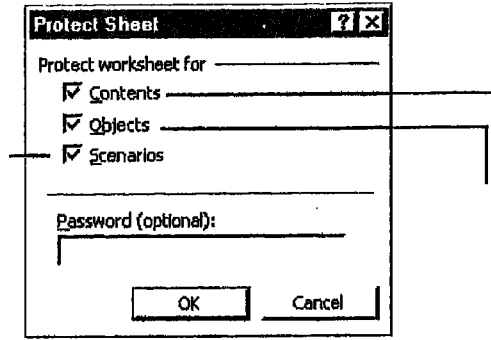 Protect Sheet ? X
Protect worksheet for
Contents
Objects
Scenarios
Password (optional):
OK Cancel